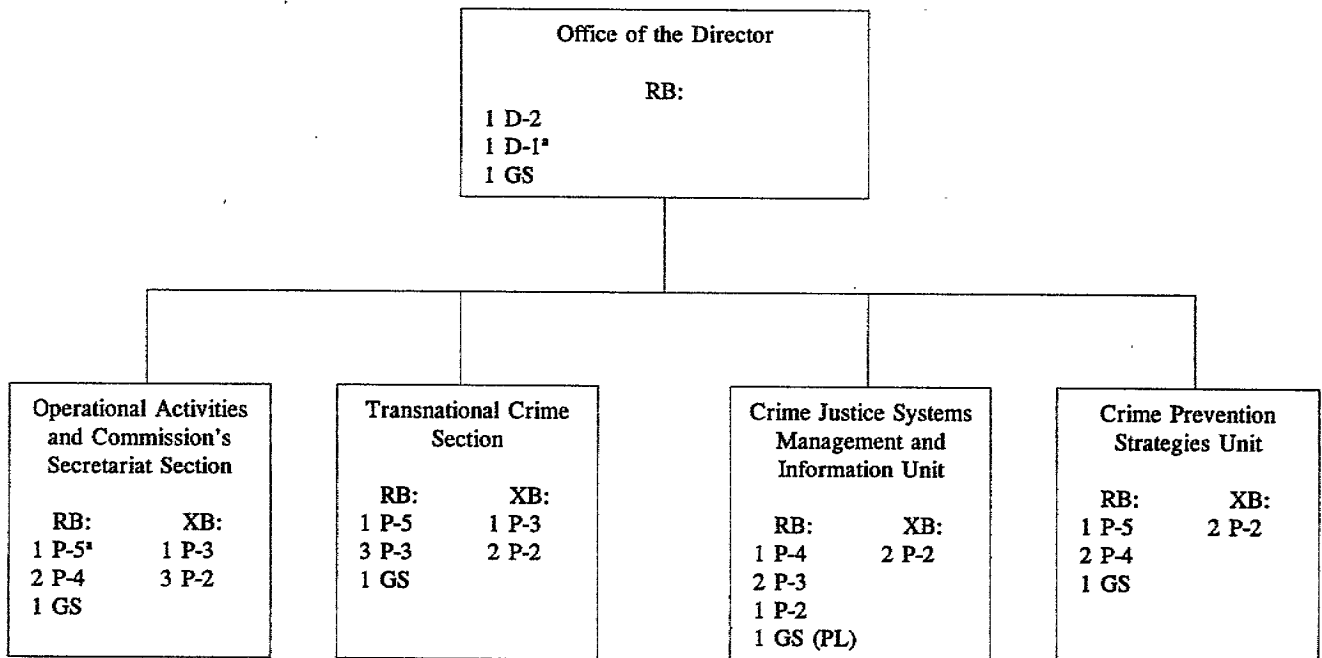 Office of the Director
RB:
1 D-2
1 D-1ª
1 GS
Operational Activities
and Commission's
Secretariat Section
RB: XB:
1 P-5ª 1 P-3
2 P-4 3 P-2
1 GS
Transnational Crime
Section
RB: XB:
1 P-5 1 P-3
3 P-3 2 P-2
1 GS
Crime Justice Systems
Management and
Information Unit
RB: XB:
1 P-4 2 P-2
2 P-3
1 P-2
1 GS (PL)
Crime Prevention
Strategies Unit
RB: XB:
1 P-5 2 P-2
2 P-4
1 GS